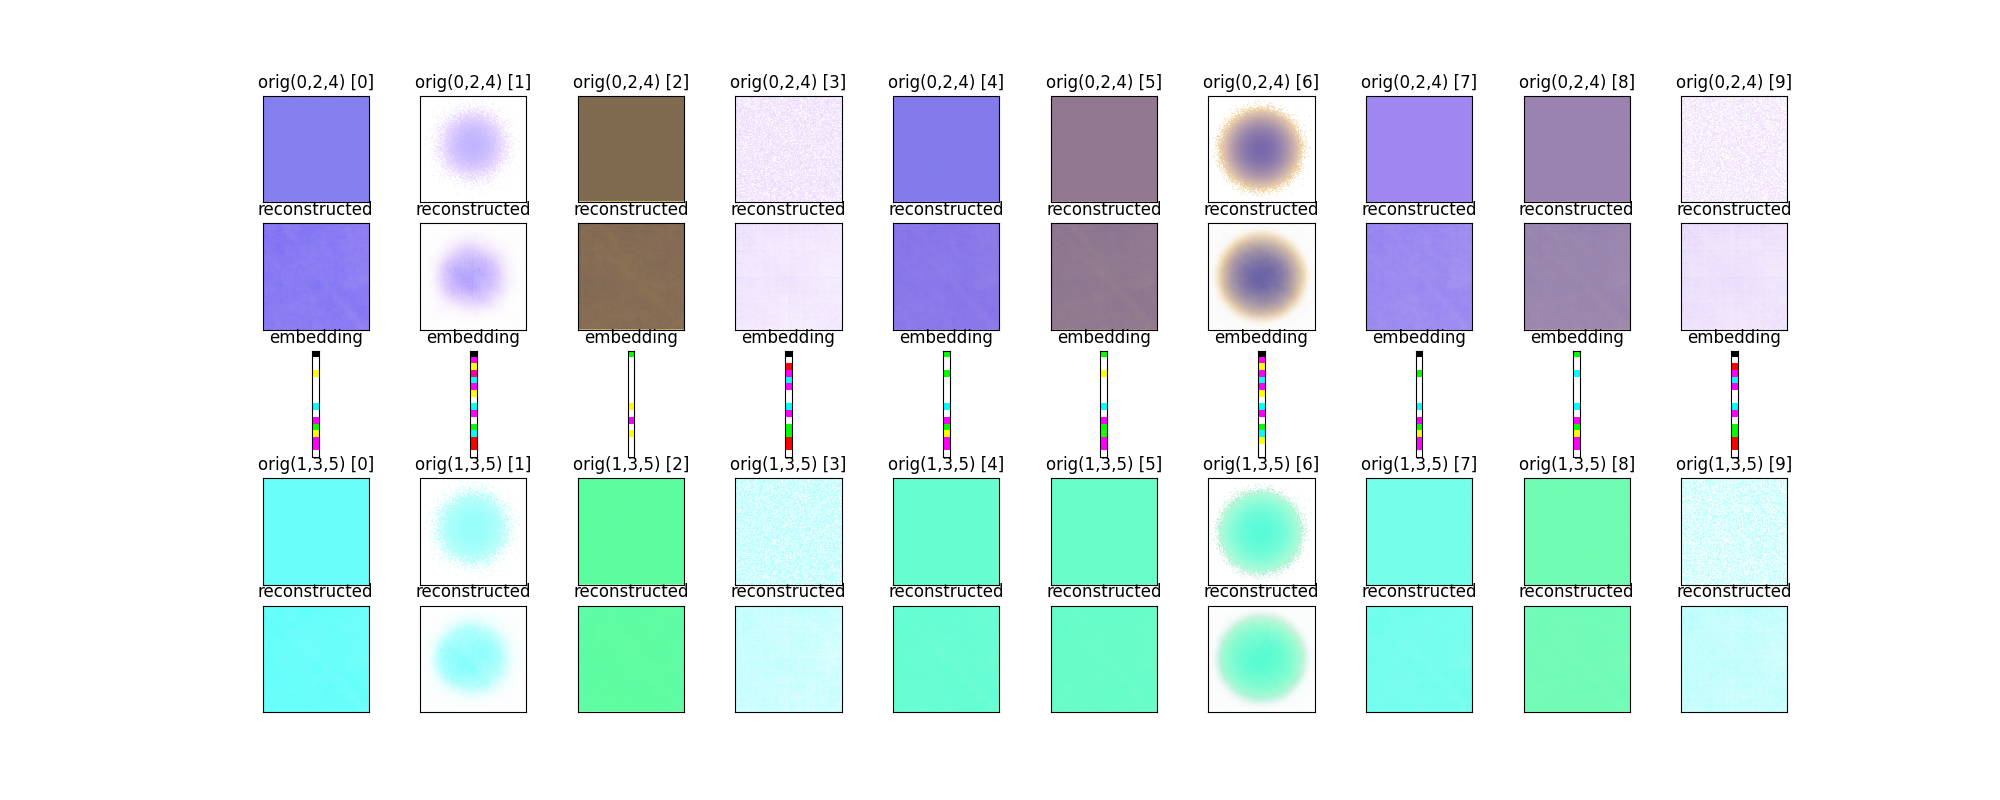 orig(0,2,4) [0] orig(0,2,4) [1] orig(0,2,4) [2] orig(0,2,4) [3] orig(0,2,4) [4] orig(0,2,4) [5] orig(0,2,4) [6] orig(0,2,4) [7] orig(0,2,4) [8] orig(0,2,4) [9]
reconstructed reconstructed reconstructed reconstructed reconstructed reconstructed reconstructed reconstructed reconstructed reconstructed
embedding embedding embedding embedding embedding embedding embedding embedding embedding embedding
orig(1,3,5) [0] orig(1,3,5) [1] orig(1,3,5) [2] orig(1,3,5) [3] orig(1,3,5) [4] orig(1,3,5) [5] orig(1,3,5) [6] orig(1,3,5) [7] orig(1,3,5) [8] orig(1,3,5) [9]
reconstructed reconstructed reconstructed reconstructed reconstructed reconstructed reconstructed reconstructed reconstructed reconstructed